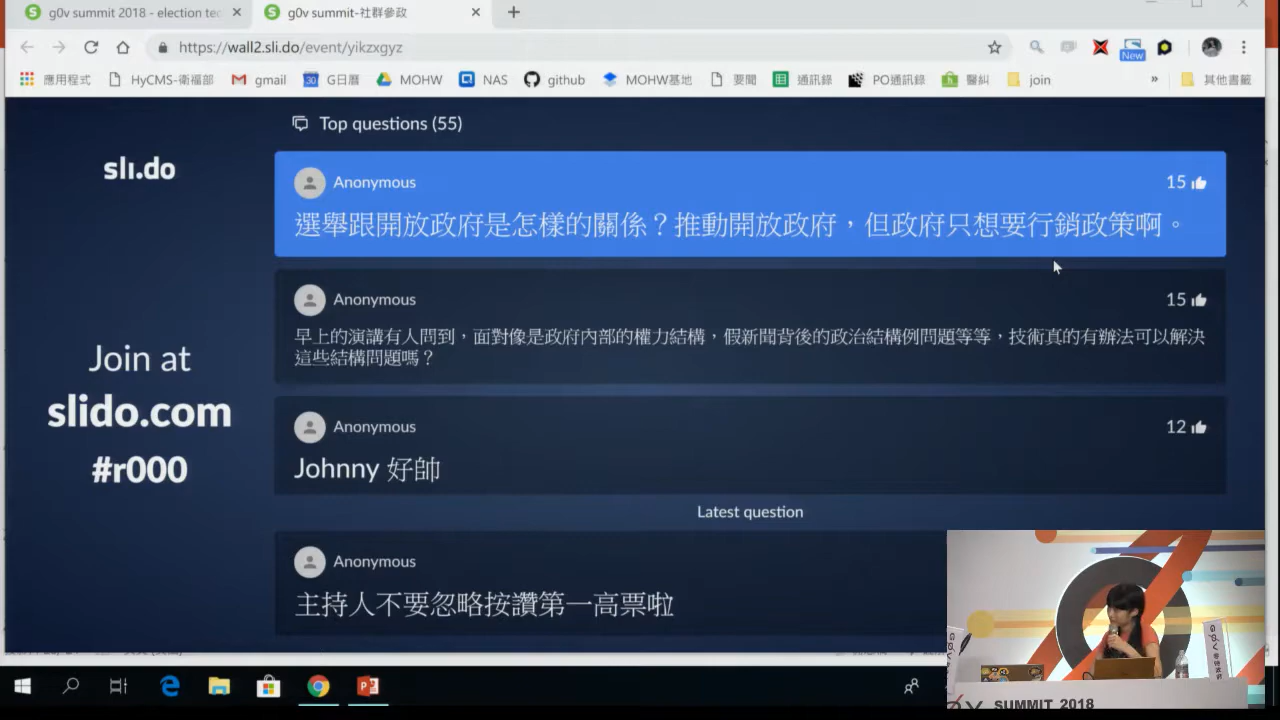 g0v summit 2018 - election tec
g0v summit-社群參政
https://wall2.sli.do/event/yikzxgyz
New
應用程式
HyCMS-衛福部
gmail
30
G日曆
MOHW
NAS
github
MOHW基地
要聞
通訊錄
PO通訊錄
醫糾
join
»
其他書籤
sli.do
Join at
slido.com
#r000
Top questions (55)
Anonymous
15
選舉跟開放政府是怎樣的關係？推動開放政府，但政府只想要行銷政策啊。
Anonymous
15
早上的演講有人問到，面對像是政府內部的權力結構，假新聞背後的政治結構例問題等等，技術真的有辦法可以解決
這些結構問題嗎？
Anonymous
12
Johnny 好帥
Latest question
Anonymous
主持人不要忽略按讚第一高票啦
SUMMIT 2018